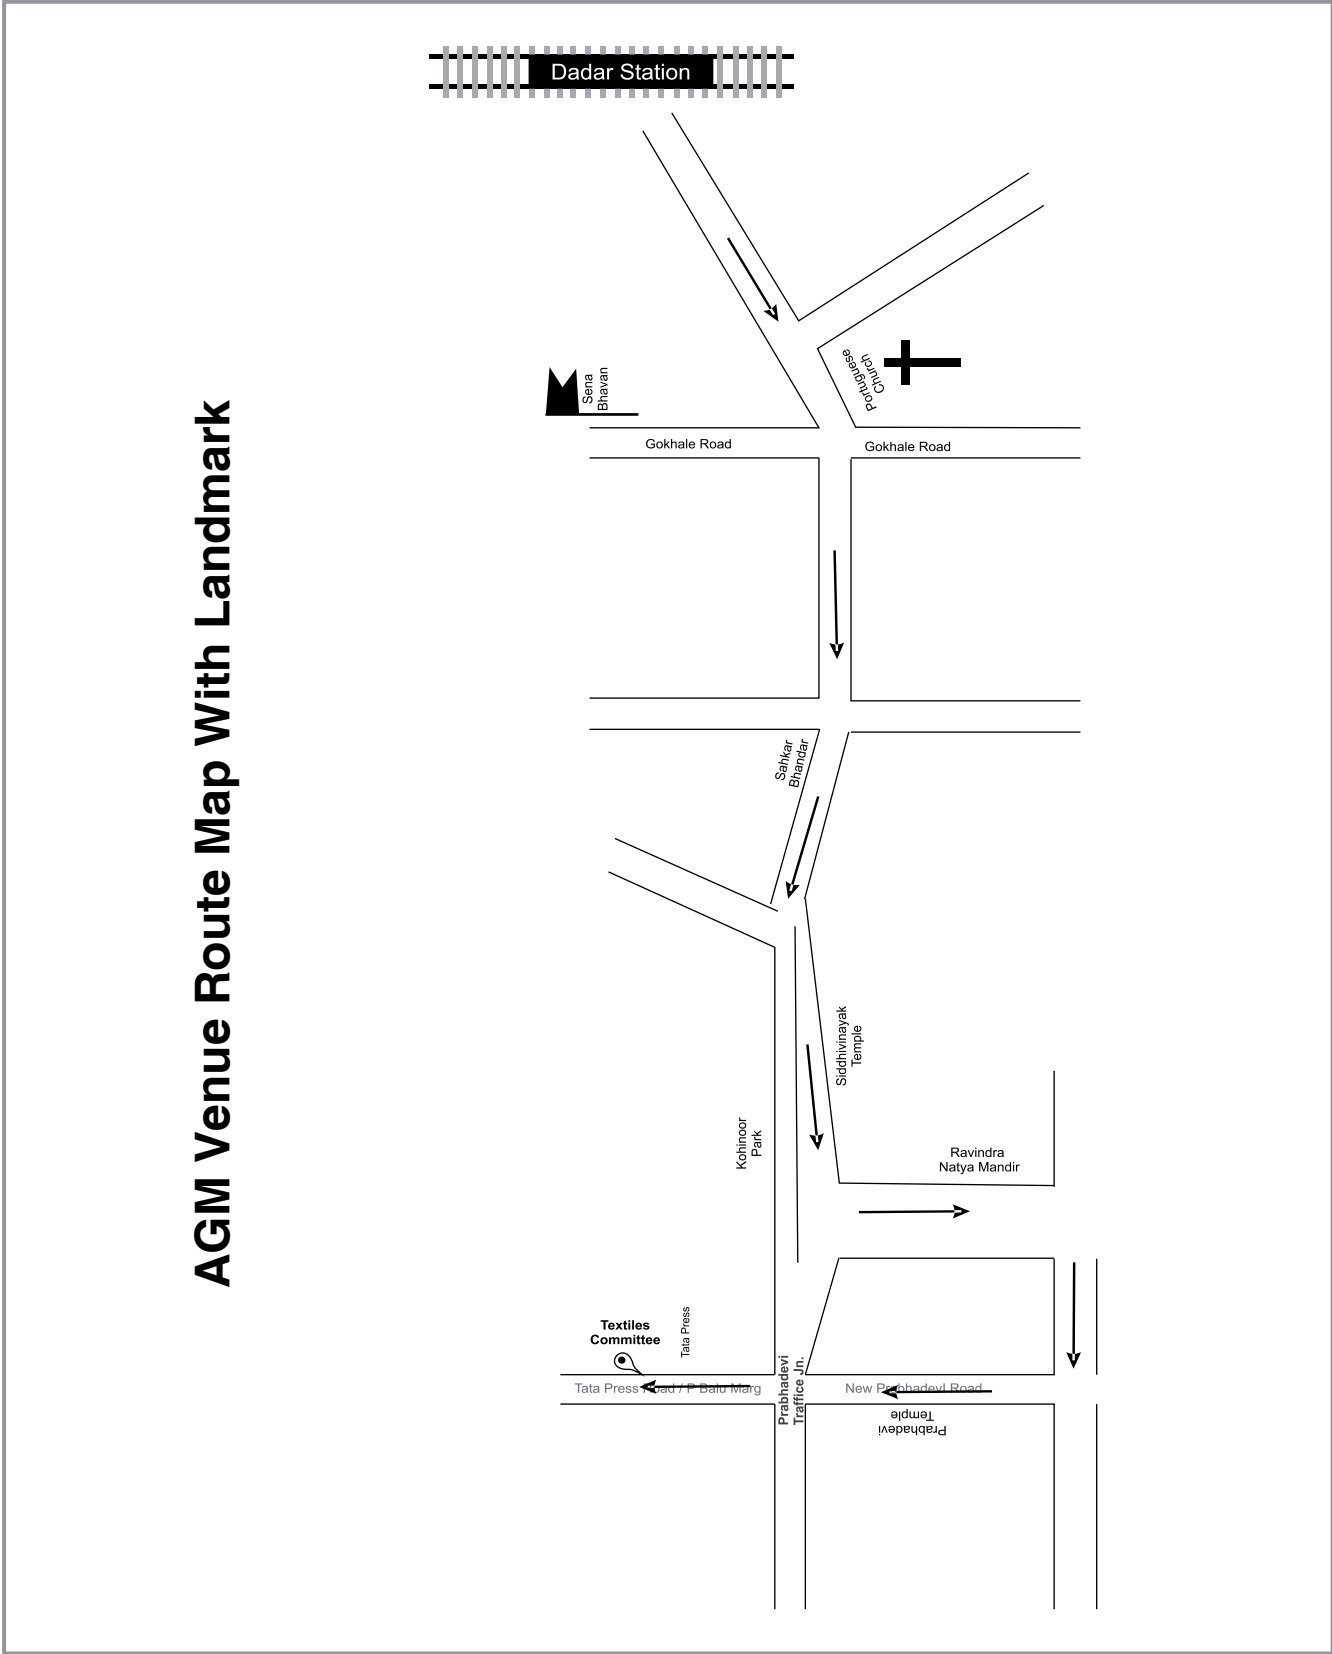 Dadar Station
AGM Venue Route Map With Landmark
Sena
Bhavan
Portuguese
Church
Gokhale Road
Gokhale Road
Sahkar
Bhandar
Siddhivinayak
Temple
Kohinoor
Park
Ravindra
Natya Mandir
Textiles
Committee
Tata Press
Tata Press Road / P Balu Marg
Prabhadevi
Traffice Jn.
New PrabhadevI Road
Prabhadevi
Temple